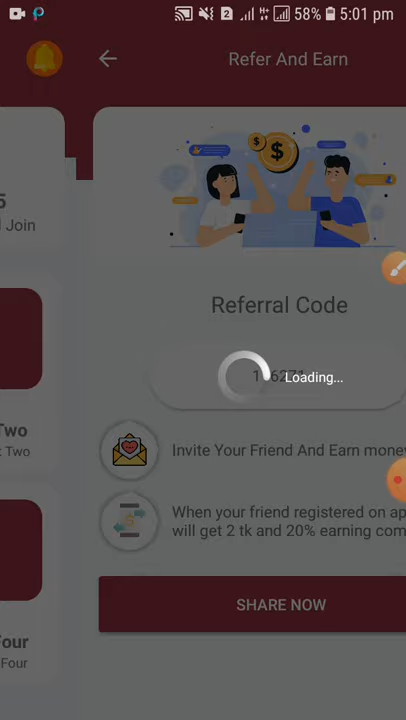 58% 5:01 pm
Refer And Earn
5
Join
Referral Code
Loading...
Two
Two
Invite Your Friend And Earn mone
When your friend registered on ap
will get 2 tk and 20% earning com
SHARE NOW
Four
Four